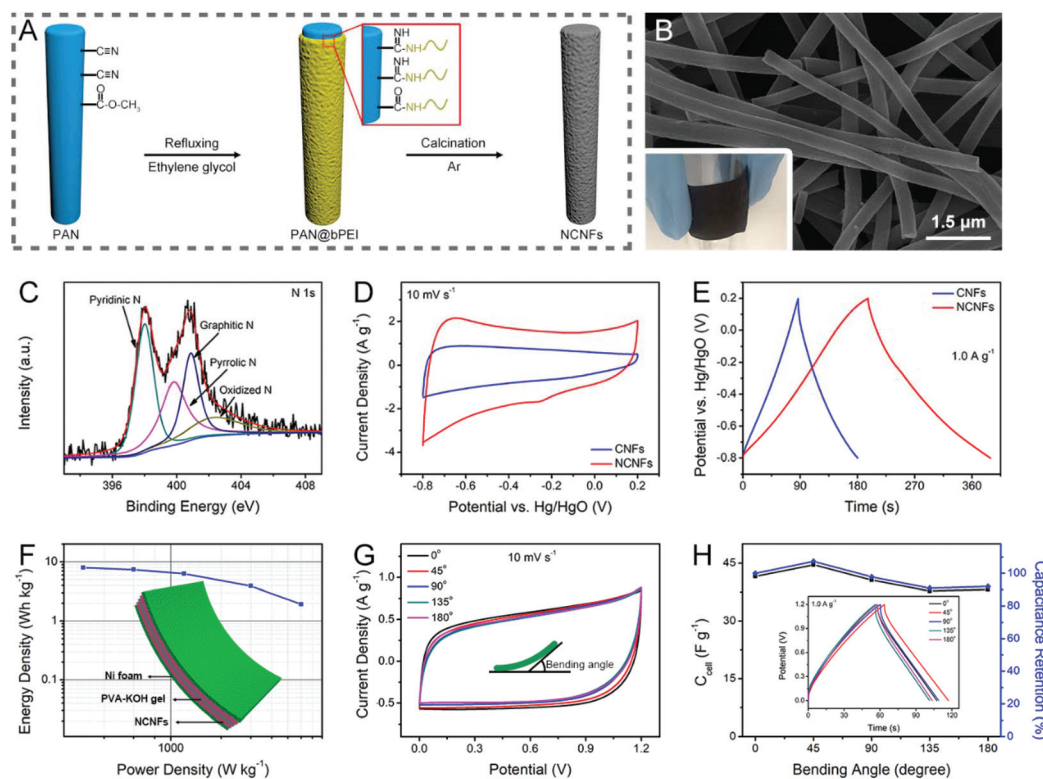 A
C≡N
C≡N
O
C-O-CH₃
PAN
Refluxing
Ethylene glycol
NH
C-NH
NH
C-NH
O
C-NH
PAN@bPEI
Calcination
Ar
NCNFs
B
1.5 µm
C
N 1s
Pyridinic N
Graphitic N
Pyrrolic N
Oxidized N
Intensity (a.u.)
396 398 400 402 404 406 408
Binding Energy (eV)
D
10 mV s⁻¹
Current Density (A g⁻¹)
4
2
0
-2
-4
CNFs
NCNFs
-0.8 -0.6 -0.4 -0.2 0.0 0.2
Potential vs. Hg/HgO (V)
E
CNFs
NCNFs
1.0 A g⁻¹
Potential vs. Hg/HgO (V)
0.2
0.0
-0.2
-0.4
-0.6
-0.8
0 90 180 270 360
Time (s)
F
Energy Density (Wh kg⁻¹)
10
1
0.1
Ni foam
PVA-KOH gel
NCNFs
1000
Power Density (W kg⁻¹)
G
10 mV s⁻¹
0°
45°
90°
135°
180°
Bending angle
Current Density (A g⁻¹)
1.0
0.5
0.0
-0.5
-1.0
0.0 0.3 0.6 0.9 1.2
Potential (V)
H
C cell (F g⁻¹)
45
36
27
18
9
0
1.0 A g⁻¹
0°
45°
90°
135°
180°
Potential (V)
1.2
0.9
0.6
0.3
0.0
0 30 60 90 120
Time (s)
100
80
60
40
20
0
Capacitance Retention (%)
0 45 90 135 180
Bending Angle (degree)